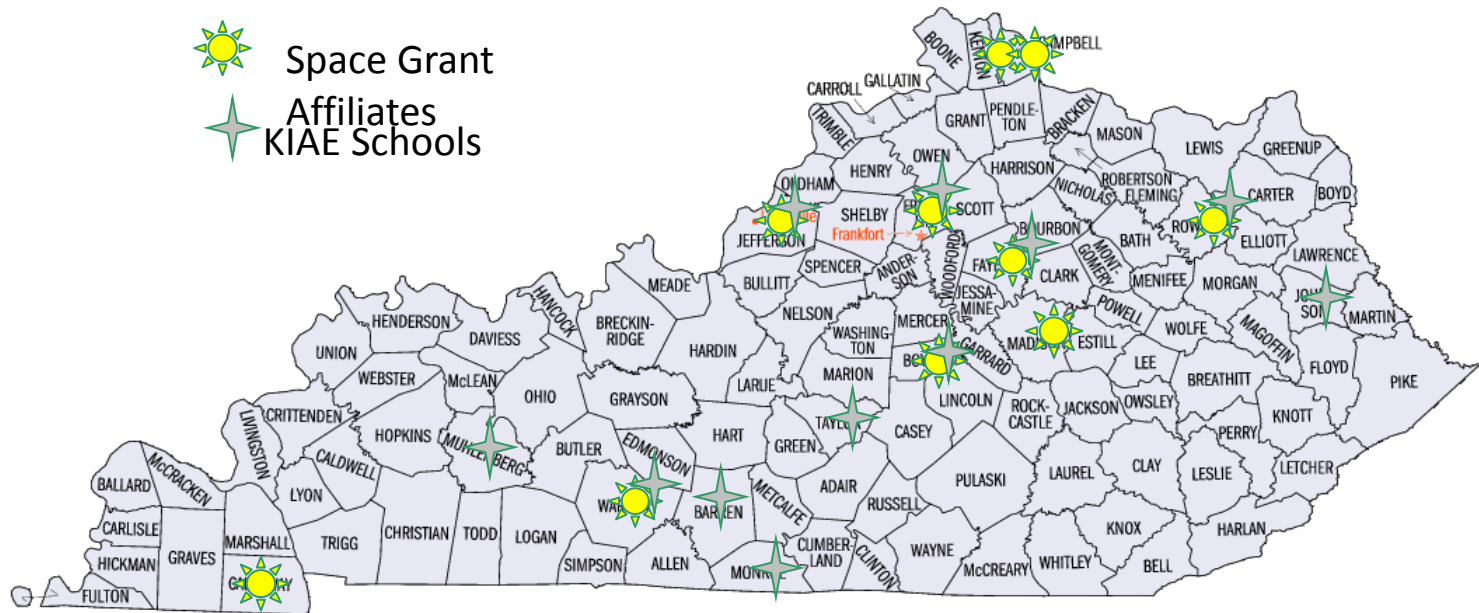 Space Grant
Affiliates
KIAE Schools
BOONE
KENTON
CAMPBELL
GALLATIN
CARROLL
TRIMBLE
GRANT
PENDLE-
TON
BRACKEN
MASON
LEWIS
GREENUP
OWEN
HENRY
HARRISON
ROBERTSON
FLEMING
NICHOLAS
CARTER
BOYD
OLDHAM
SHELBY
SCOTT
Frankfort
JEFFERSON
BOURBON
BATH
ELLIOTT
LAWRENCE
SPENCER
ANDER-
SON
WOODFORD
CLARK
MONT-
GOMERY
MENIFEE
MORGAN
BULLITT
MEADE
HANCOCK
NELSON
JESSA-
MINE
POWELL
MARTIN
HENDERSON
DAVIESS
BRECKIN-
RIDGE
WASHING-
TON
MERCER
GARRARD
ESTILL
WOLFE
MAGOFFIN
UNION
HARDIN
LEE
FLOYD
PIKE
WEBSTER
McLEAN
OHIO
GRAYSON
LARUE
MARION
LINCOLN
ROCK-
CASTLE
JACKSON
OWSLEY
BREATHITT
KNOTT
CRITTENDEN
LIVINGSTON
HOPKINS
MUHLENBERG
BUTLER
EDMONSON
HART
GREEN
TAYLOR
CASEY
PERRY
CALDWELL
LAUREL
CLAY
LESLIE
LETCHER
BALLARD
McCRACKEN
LYON
METCALFE
ADAIR
RUSSELL
PULASKI
BARREN
CARLISLE
MARSHALL
TRIGG
CHRISTIAN
TODD
LOGAN
KNOX
HARLAN
HICKMAN
GRAVES
SIMPSON
ALLEN
CUMBER-
LAND
CLINTON
WAYNE
McCREARY
WHITLEY
BELL
FULTON